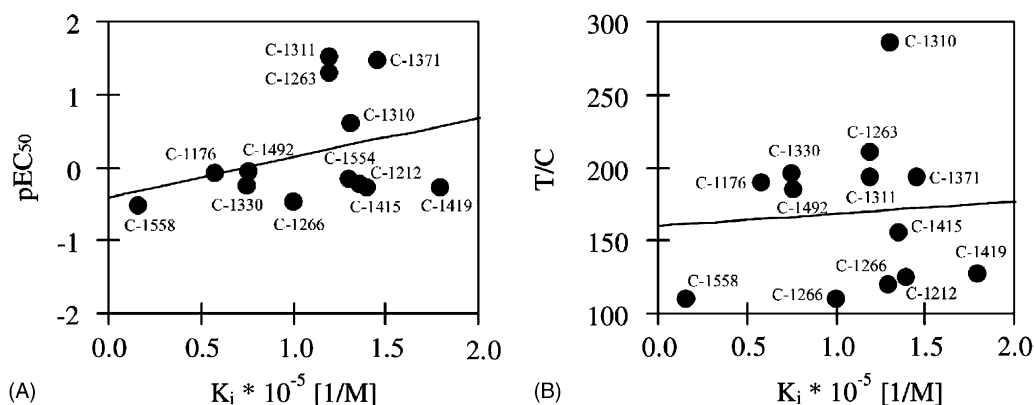 2
1
0
-1
-2
pEC50
C-1311
C-1263
C-1371
C-1310
C-1176
C-1492
C-1554
C-1212
C-1330
C-1415
C-1558
C-1266
C-1419
0.0
0.5
1.0
1.5
2.0
Ki * 10-5 [1/M]
(A)
300
250
200
150
100
T/C
C-1310
C-1263
C-1330
C-1176
C-1371
C-1492
C-1311
C-1415
C-1419
C-1266
C-1558
C-1266
C-1212
0.0
0.5
1.0
1.5
2.0
Ki * 10-5 [1/M]
(B)